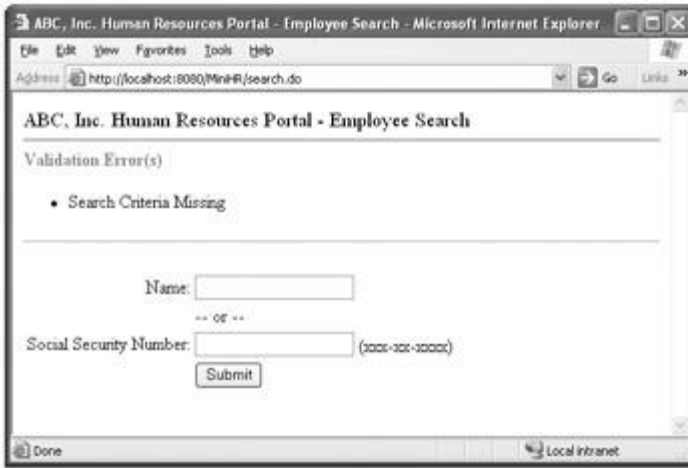 ABC, Inc. Human Resources Portal - Employee Search - Microsoft Internet Explorer
File Edit View Favorites Tools Help
Address http://localhost:8080/MiniHR/search.do Go Links »
ABC, Inc. Human Resources Portal - Employee Search
Validation Error(s)
• Search Criteria Missing
Name:
-- or --
Social Security Number: (xxx-xx-xxxx)
Submit
Done Local intranet